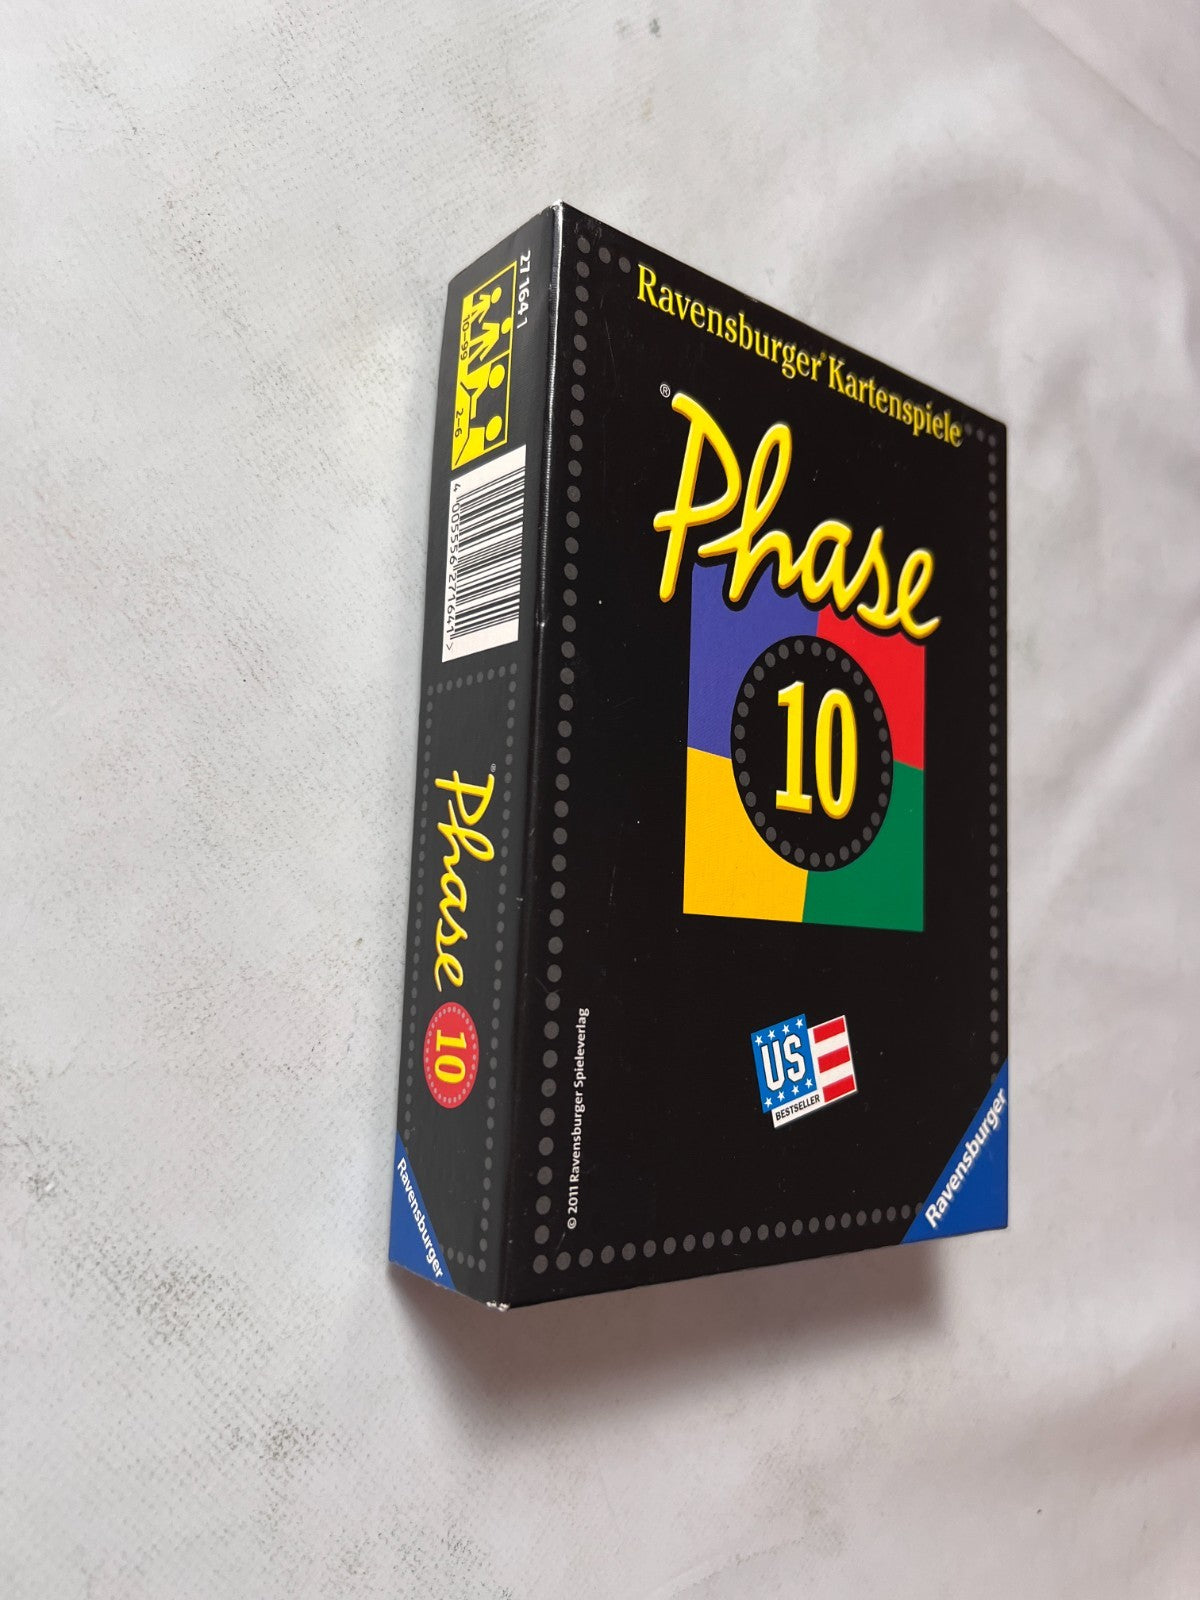 Ravensburger® Kartenspiele
® Phase
10
US
BESTSELLER
© 2011 Ravensburger Spieleverlag
Ravensburger
27 164 1
10–99
2–6
4 005556 271641 >
Phase®
10
Ravensburger